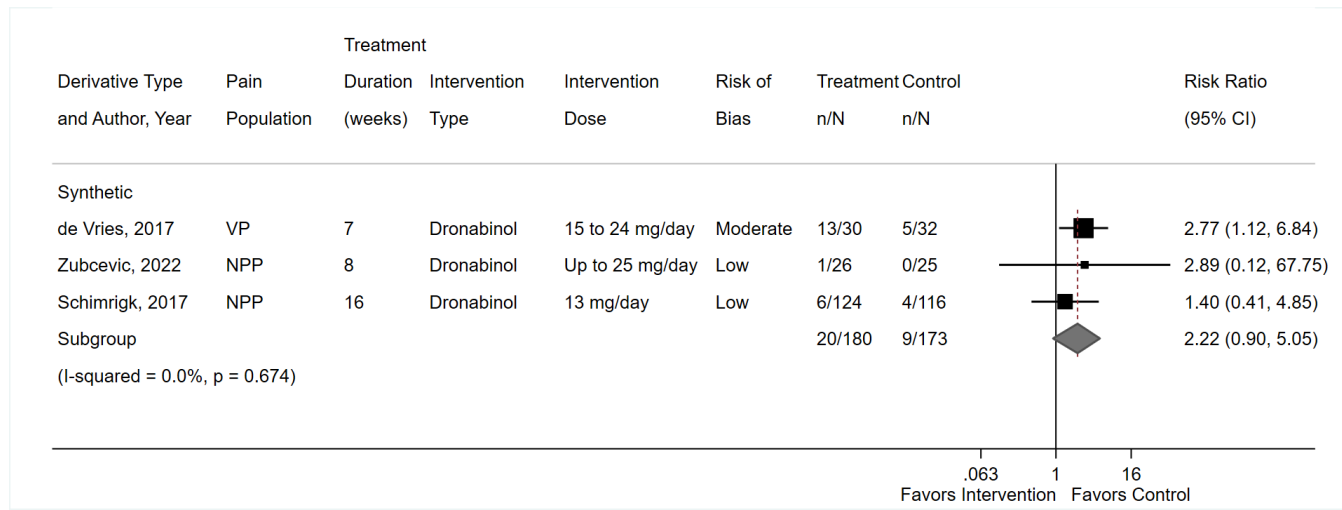 Treatment
Derivative Type Pain Duration Intervention Intervention Risk of Treatment Control Risk Ratio
and Author, Year Population (weeks) Type Dose Bias n/N n/N (95% CI)
Synthetic
de Vries, 2017 VP 7 Dronabinol 15 to 24 mg/day Moderate 13/30 5/32 2.77 (1.12, 6.84)
Zubcevic, 2022 NPP 8 Dronabinol Up to 25 mg/day Low 1/26 0/25 2.89 (0.12, 67.75)
Schimrigk, 2017 NPP 16 Dronabinol 13 mg/day Low 6/124 4/116 1.40 (0.41, 4.85)
Subgroup 20/180 9/173 2.22 (0.90, 5.05)
(I-squared = 0.0%, p = 0.674)
.063 1 16
Favors Intervention Favors Control